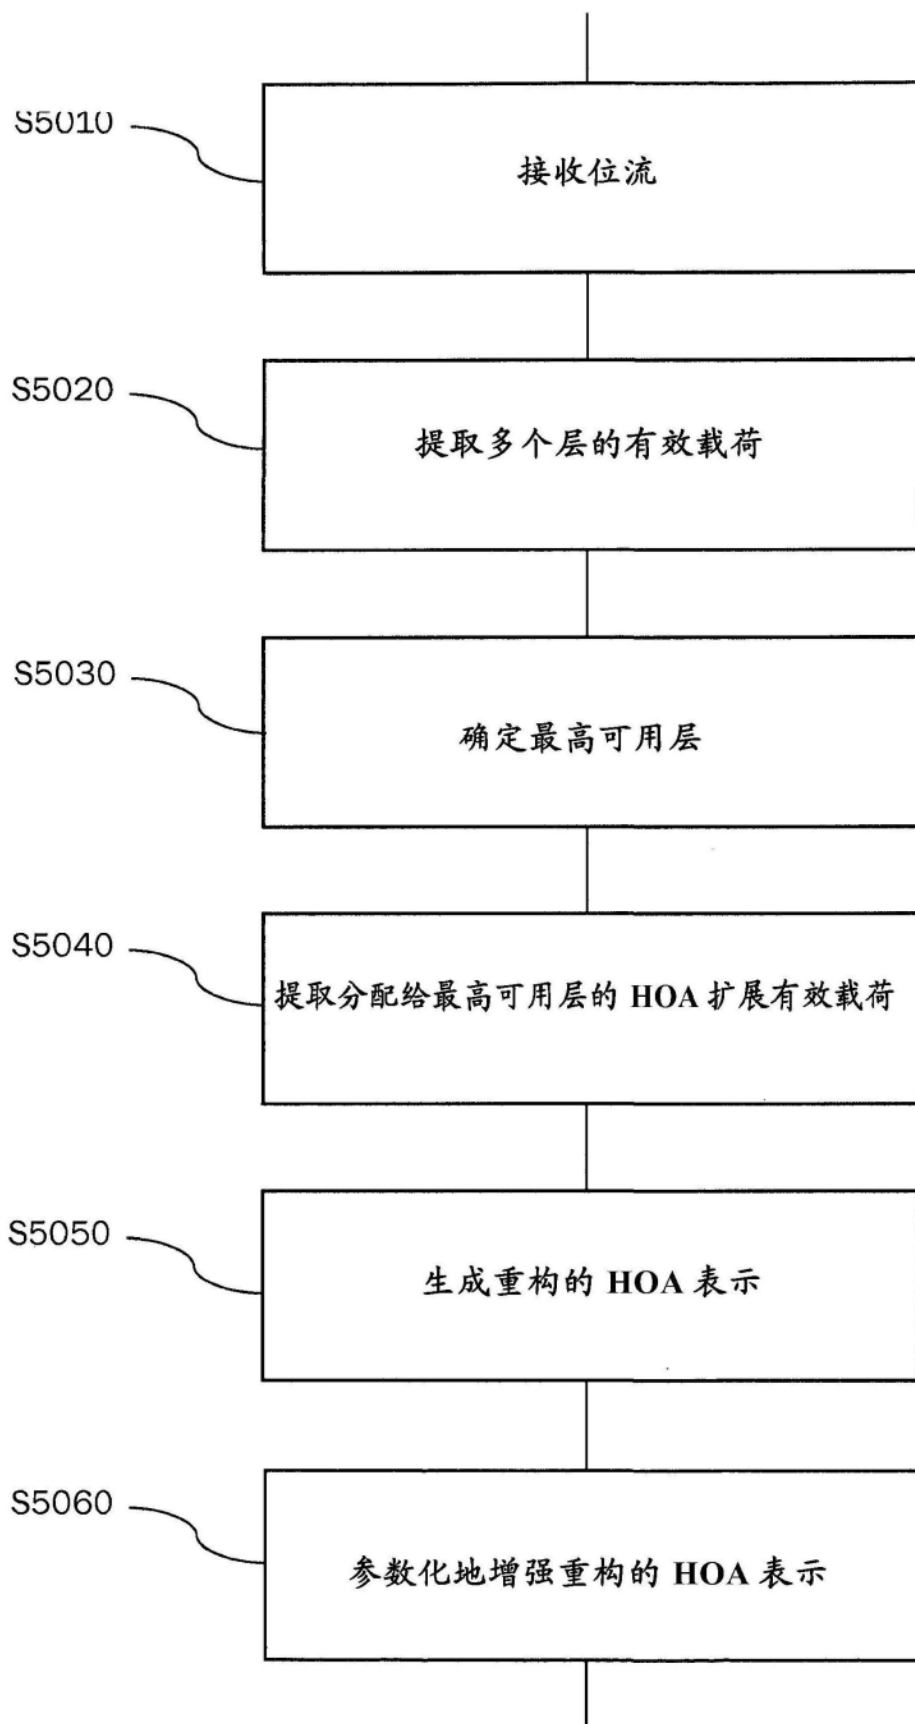 S5010
接收位流
S5020
提取多个层的有效载荷
S5030
确定最高可用层
S5040
提取分配给最高可用层的 HOA 扩展有效载荷
S5050
生成重构的 HOA 表示
S5060
参数化地增强重构的 HOA 表示